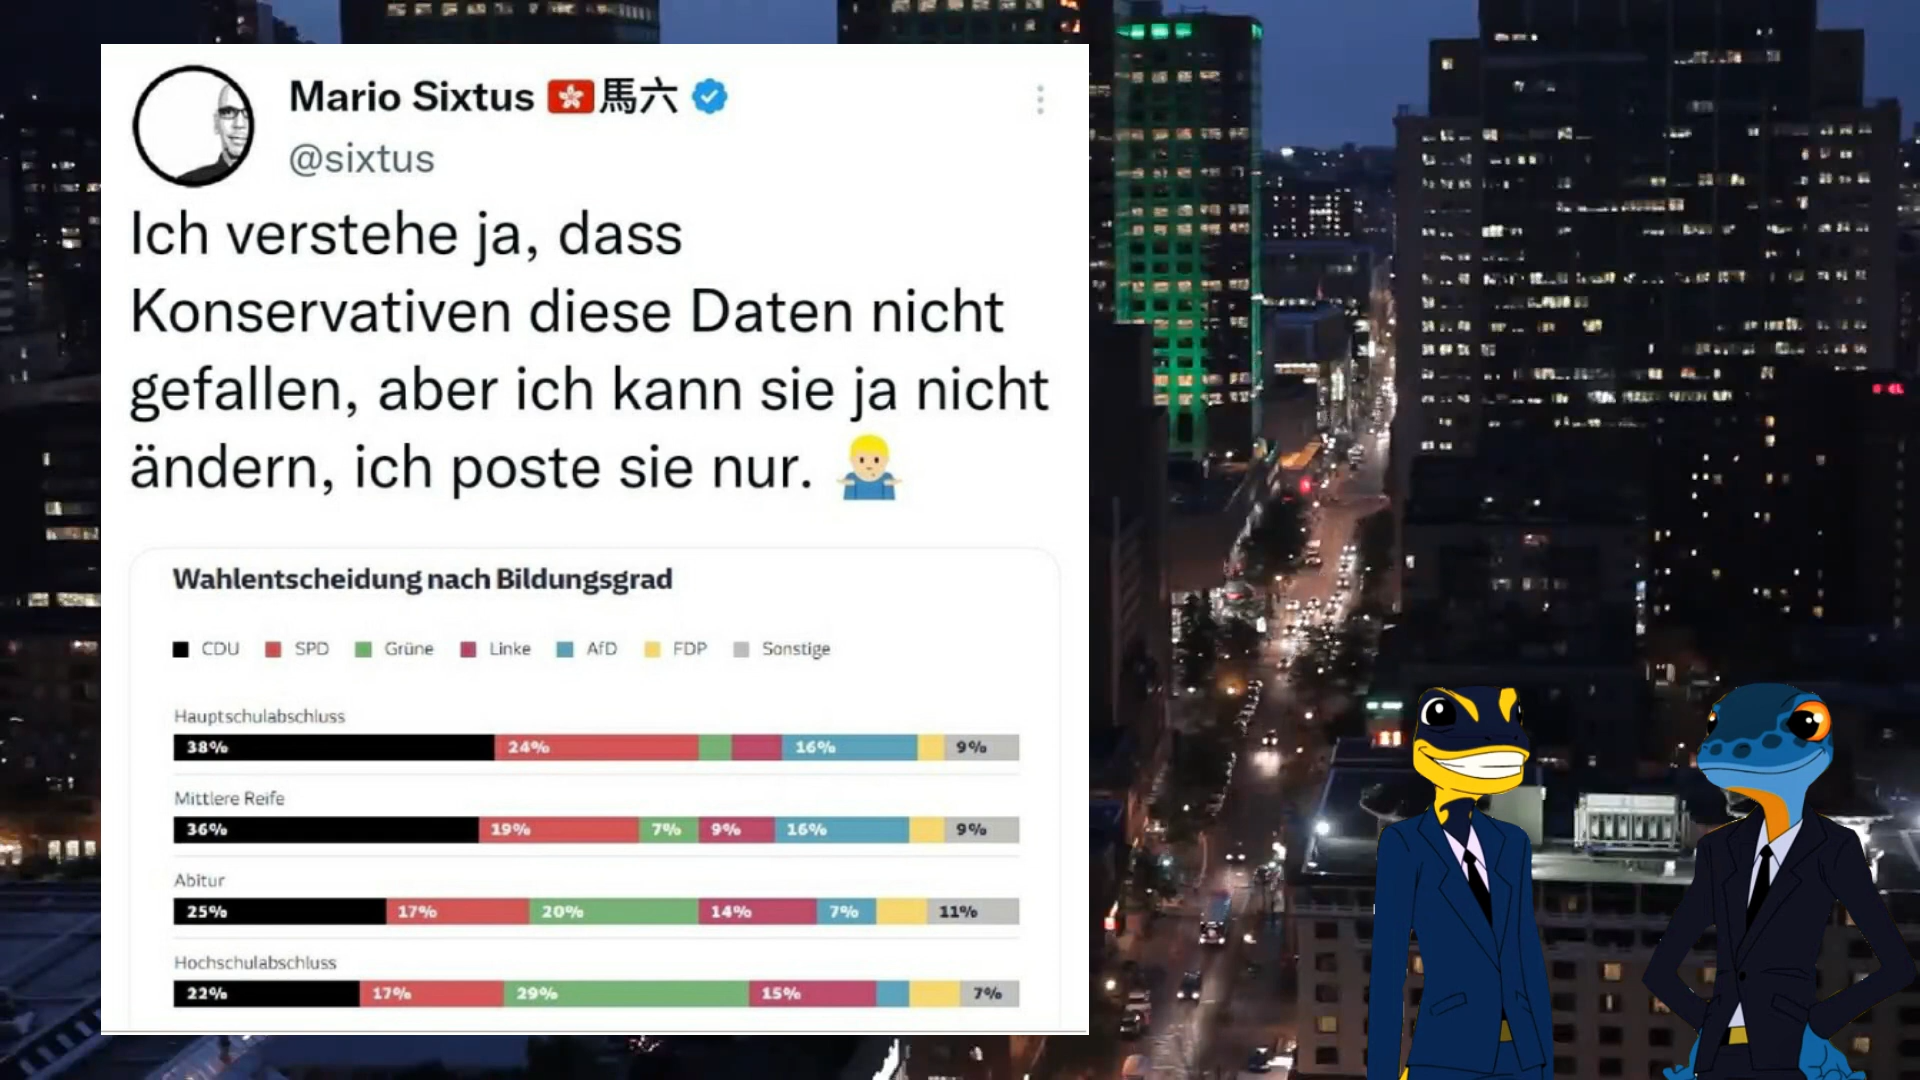 Mario Sixtus 馬六
@sixtus
Ich verstehe ja, dass
Konservativen diese Daten nicht
gefallen, aber ich kann sie ja nicht
ändern, ich poste sie nur.
Wahlentscheidung nach Bildungsgrad
CDU SPD Grüne Linke AfD FDP Sonstige
Hauptschulabschluss
38% 24% 16% 9%
Mittlere Reife
36% 19% 7% 9% 16% 9%
Abitur
25% 17% 20% 14% 7% 11%
Hochschulabschluss
22% 17% 29% 15% 7%